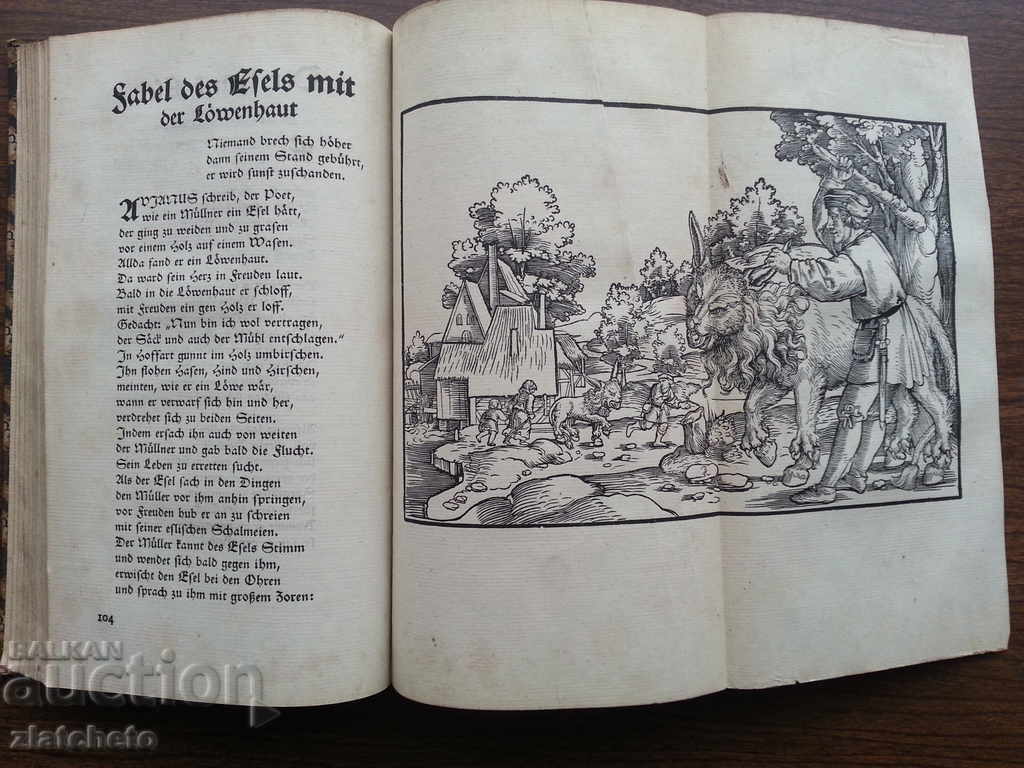 Fabel des Esels mit
der Löwenhaut
Niemand brech sich höher
dann seinem Stand gebührt,
er wird sunst zuschanden.
AVIANUS schreib, der Poet,
wie ein Müllner ein Esel hätt,
der ging zu weiden und zu grasen
vor einem Holz auf einem Wasen.
Allda fand er ein Löwenhaut.
Da ward sein Herz in Freuden laut.
Bald in die Löwenhaut er schloff,
mit Freuden ein gen Holz er loff.
Gedacht: „Nun bin ich wol vertragen,
der Säck und auch der Mühl entschlagen.“
In Hoffart gunnt im Holz umbirschen.
Ihn flohen Hasen, Hind und Hirschen,
meinten, wie er ein Löwe wär,
wann er verwarf sich hin und her,
verdrehet sich zu beiden Seiten.
Indem ersach ihn auch von weiten
der Müllner und gab bald die Flucht.
Sein Leben zu erretten sucht.
Als der Esel sach in den Dingen
den Müller vor ihm anhin springen,
vor Freuden hub er an zu schreien
mit seiner eslischen Schalmeien.
Der Müller kannt des Esels Stimm
und wendet sich bald gegen ihm,
erwischt den Esel bei den Ohren
und sprach zu ihm mit großem Zoren:
104
BALKAN
auction
zlatcheto